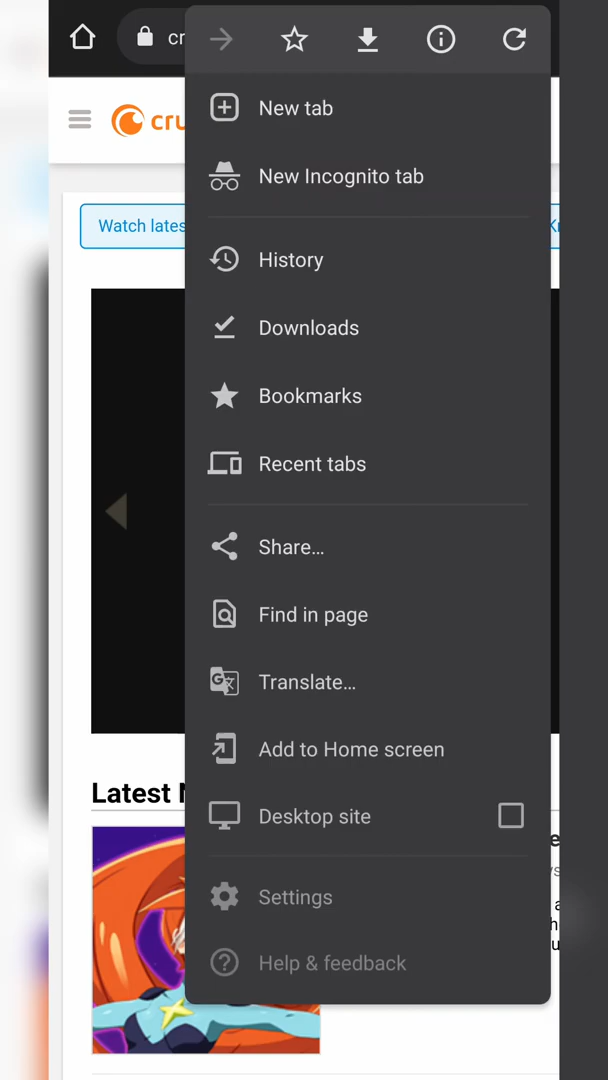 cr
New tab
cru
New Incognito tab
Watch lates
History
Downloads
Bookmarks
Recent tabs
Share...
Find in page
Translate...
Add to Home screen
Latest N
Desktop site
Settings
Help & feedback